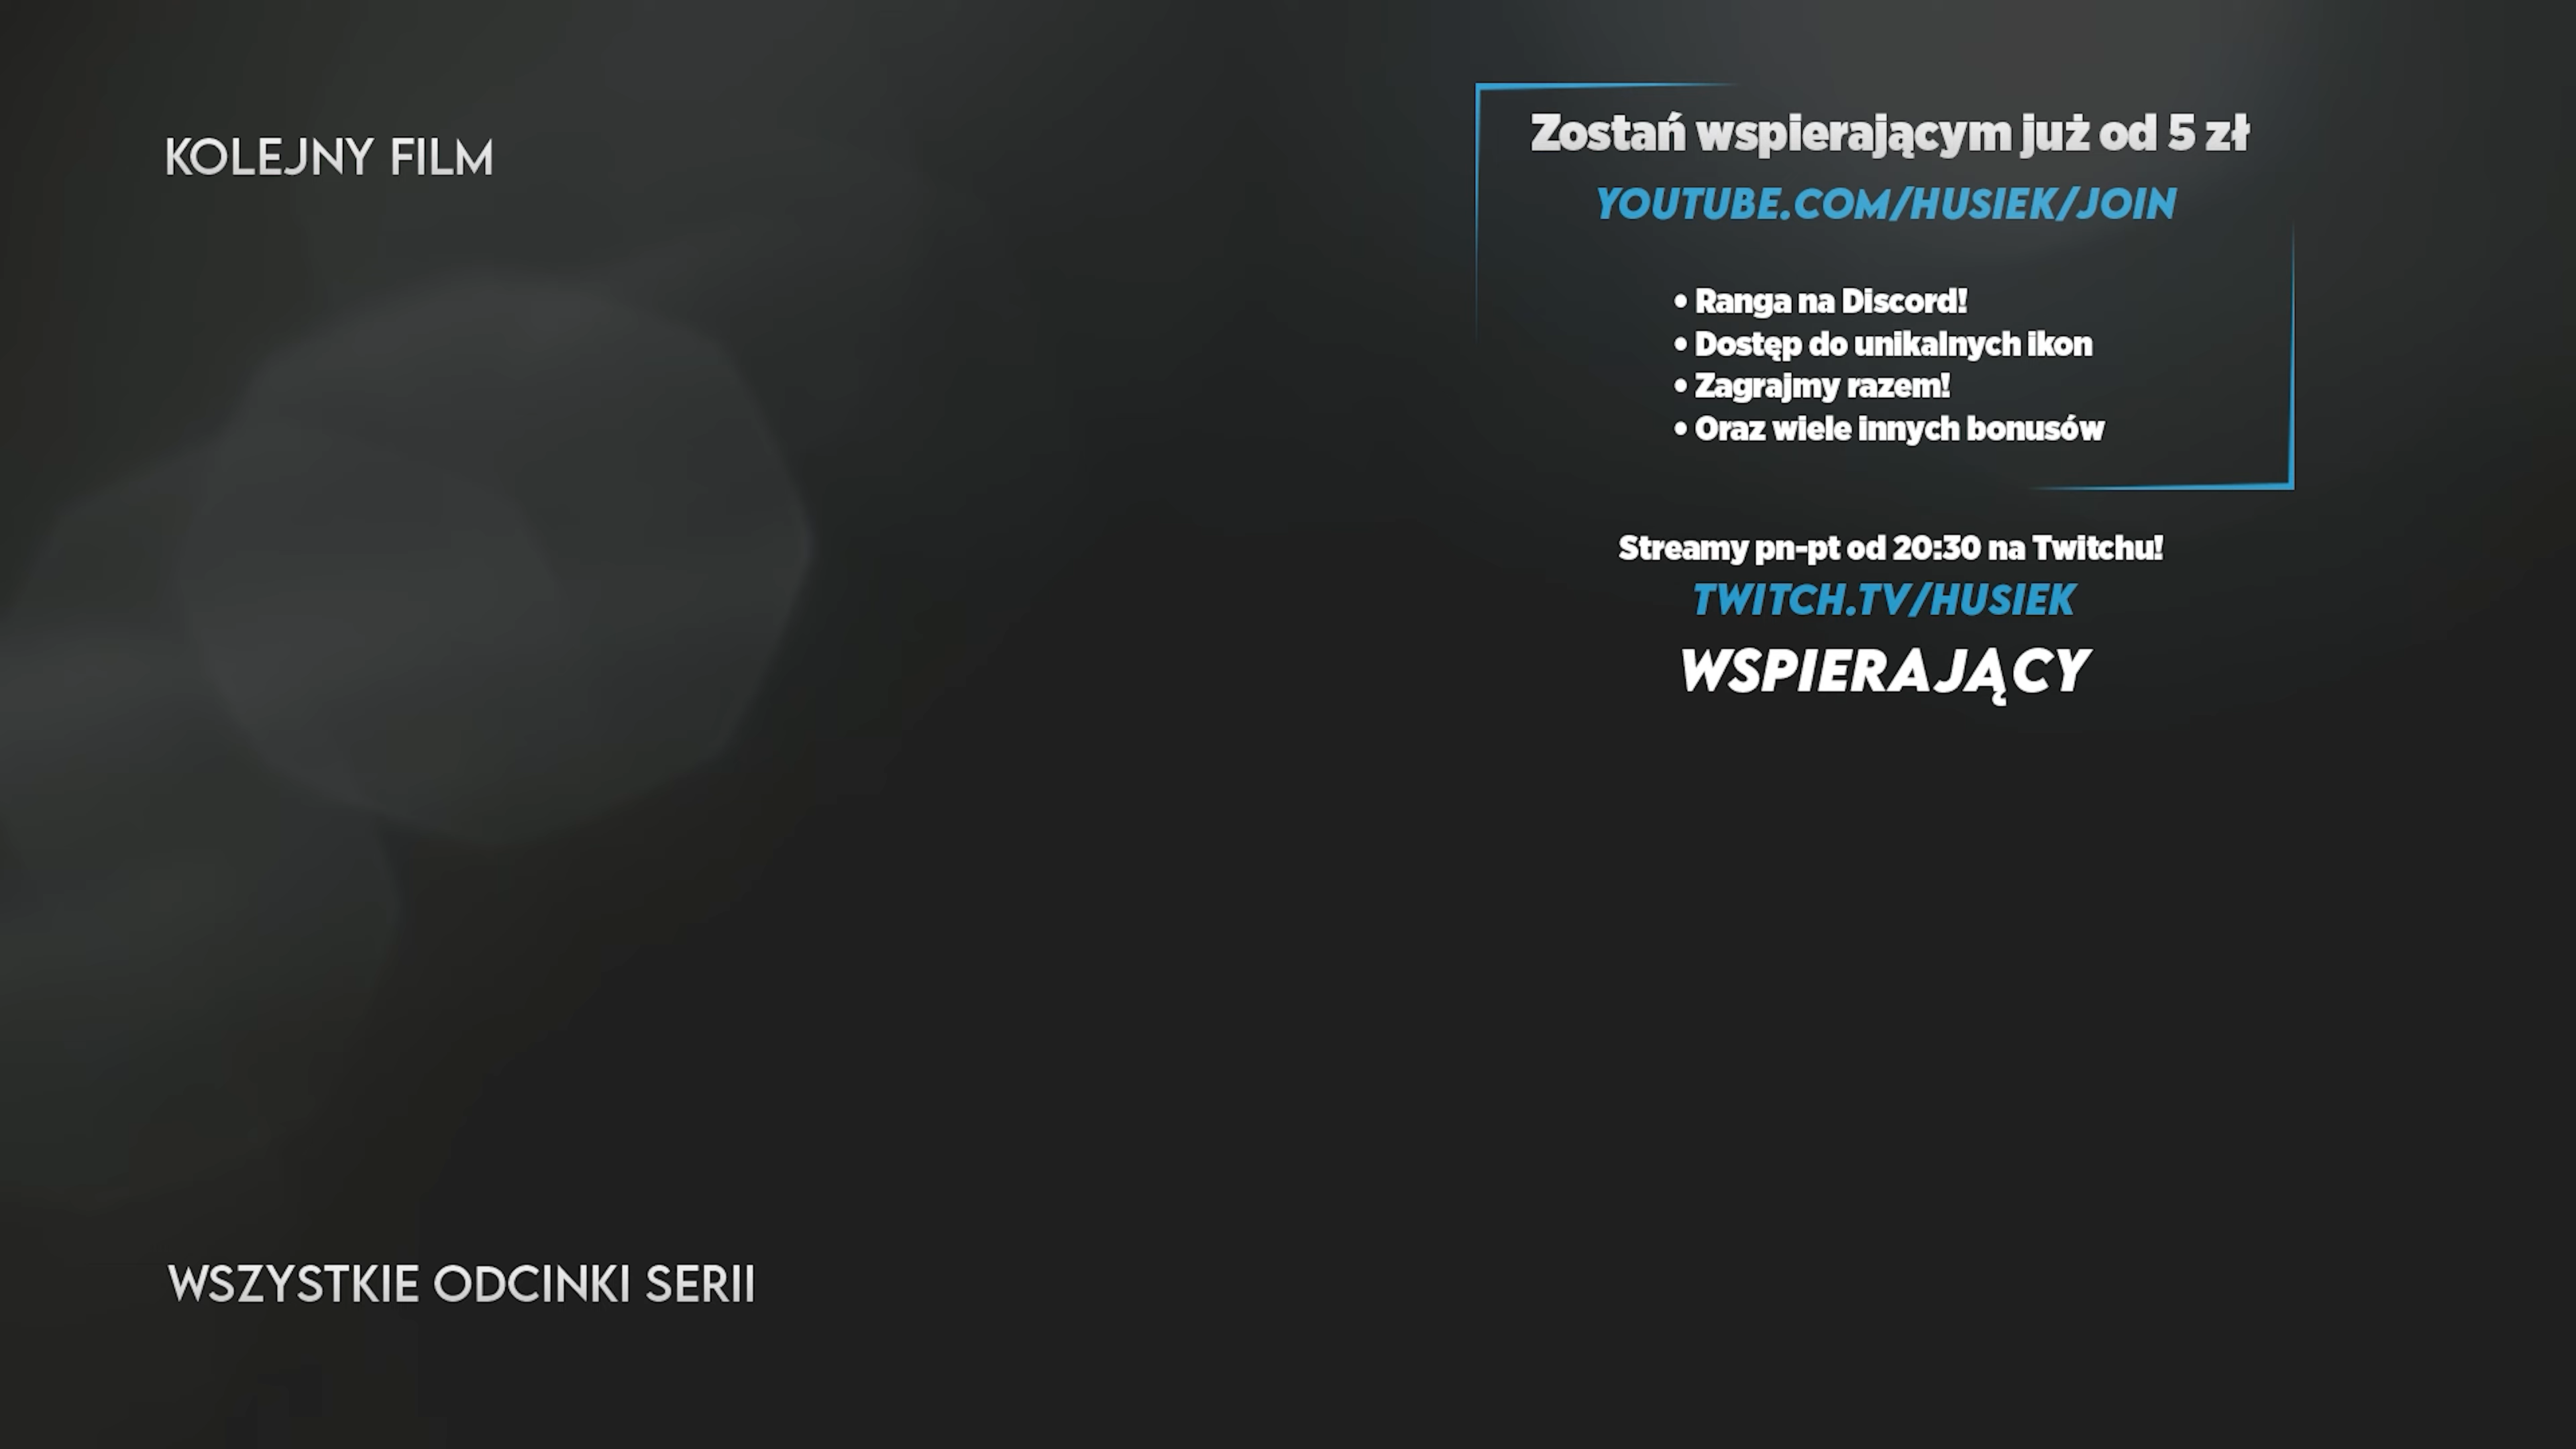 KOLEJNY FILM
Zostań wspierającym już od 5 zł
YOUTUBE.COM/HUSIEK/JOIN
• Ranga na Discord!
• Dostęp do unikalnych ikon
• Zagrajmy razem!
• Oraz wiele innych bonusów
Streamy pn-pt od 20:30 na Twitchu!
TWITCH.TV/HUSIEK
WSPIERAJĄCY
WSZYSTKIE ODCINKI SERII